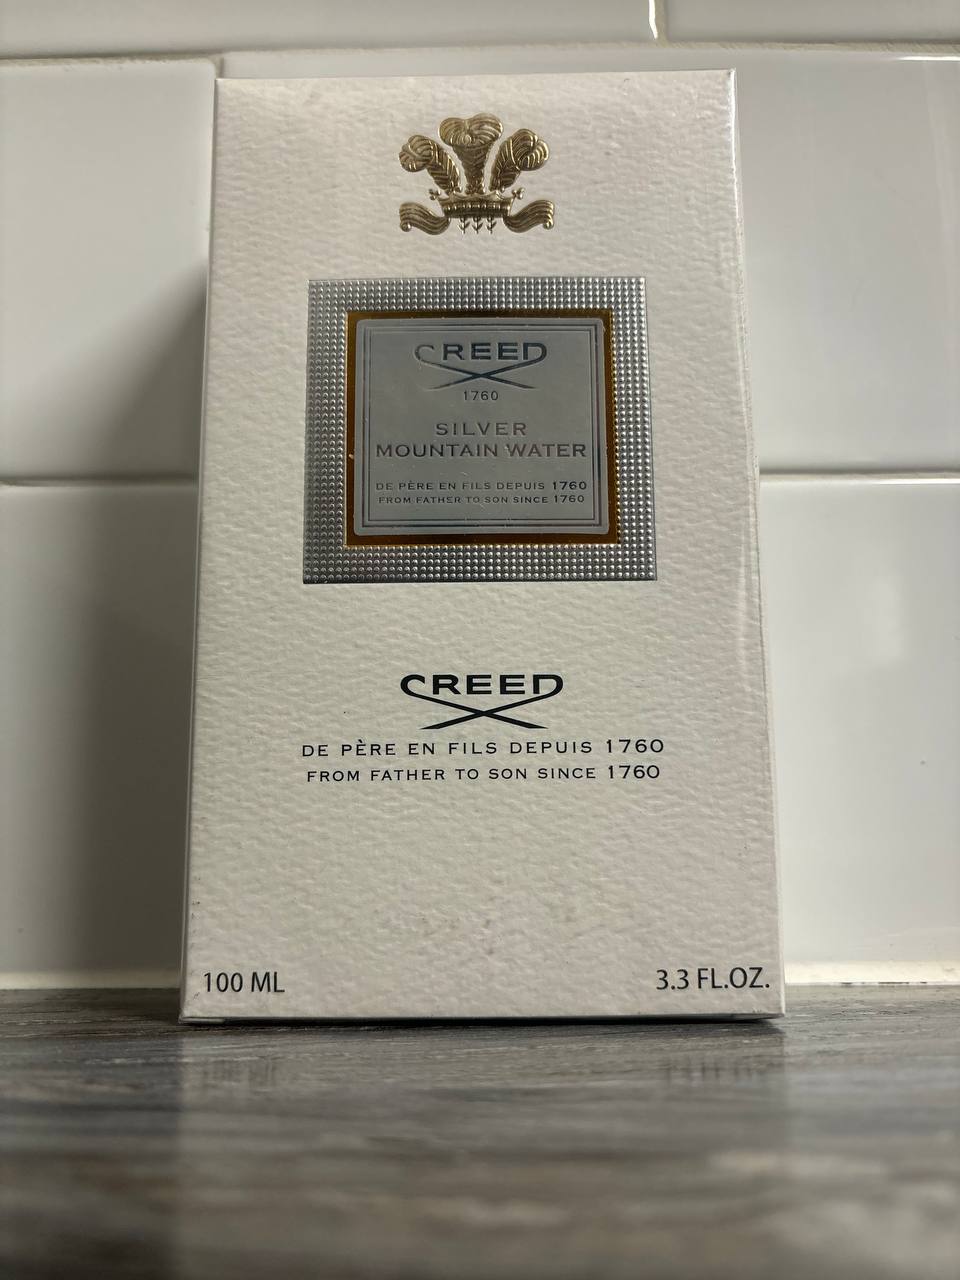 CREED
1760
SILVER
MOUNTAIN WATER
DE PÈRE EN FILS DEPUIS 1760
FROM FATHER TO SON SINCE 1760
CREED
DE PÈRE EN FILS DEPUIS 1760
FROM FATHER TO SON SINCE 1760
100 ML 3.3 FL.OZ.